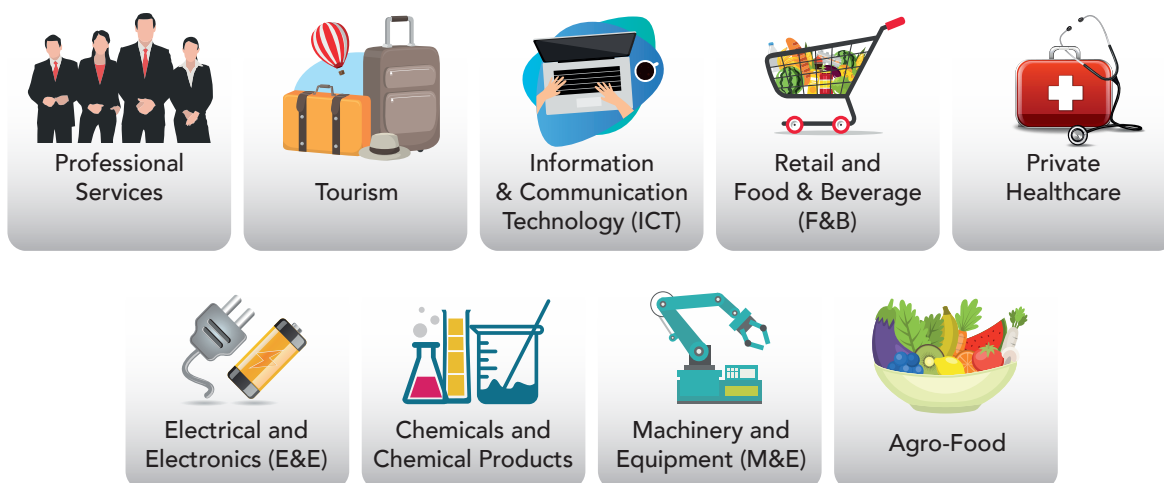 Professional
Services
Tourism
Information
& Communication
Technology (ICT)
Retail and
Food & Beverage
(F&B)
Private
Healthcare
Electrical and
Electronics (E&E)
Chemicals and
Chemical Products
Machinery and
Equipment (M&E)
Agro-Food